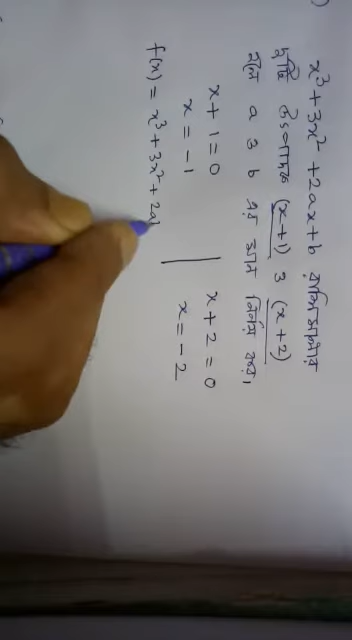 x³ + 3x² + 2ax + b রাশিমালার
দুটি উৎপাদক (x+1) ও (x+2)
হলে a ও b এর মান নির্ণয় কর।
x + 1 = 0
x = -1
x + 2 = 0
x = -2
f(x) = x³ + 3x² + 2a